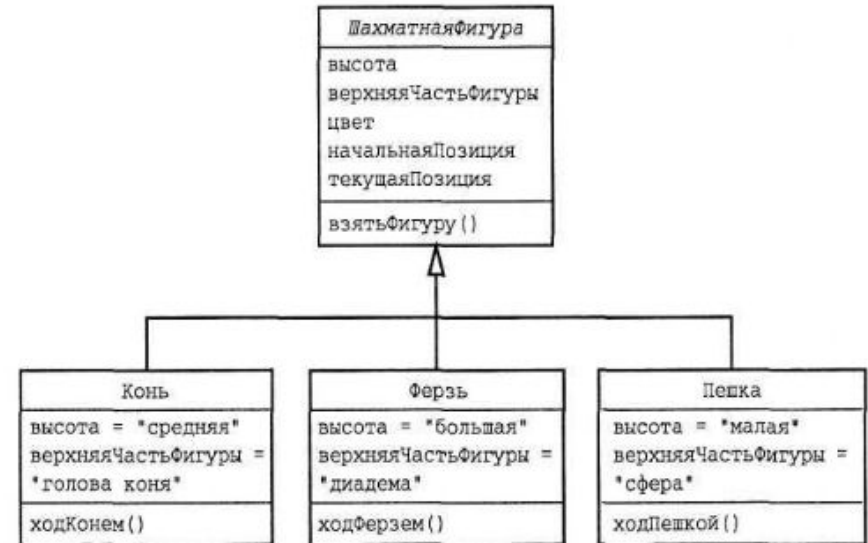 ШахматнаяФигура
высота
верхняяЧастьФигуры
цвет
начальнаяПозиция
текущаяПозиция
взятьФигуру()
Конь
высота = "средняя"
верхняяЧастьФигуры =
"голова коня"
ходКонем()
Ферзь
высота = "большая"
верхняяЧастьФигуры =
"диадема"
ходФерзем()
Пешка
высота = "малая"
верхняяЧастьФигуры =
"сфера"
ходПешкой()